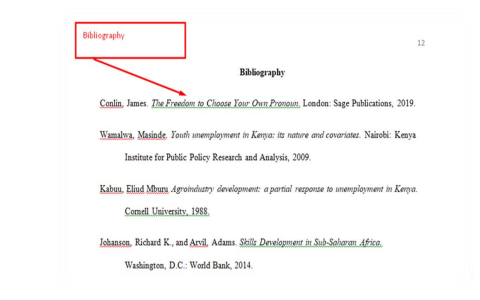 Bibliography
12
Bibliography
Conlin, James. The Freedom to Choose Your Own Pronoun. London: Sage Publications, 2019.
Wamalwa, Masinde. Youth unemployment in Kenya: its nature and covariates. Nairobi: Kenya
Institute for Public Policy Research and Analysis, 2009.
Kabuu, Eliud Mburu Agroindustry development: a partial response to unemployment in Kenya.
Cornell University, 1988.
Johanson, Richard K., and Arvil, Adams. Skills Development in Sub-Saharan Africa.
Washington, D.C.: World Bank, 2014.